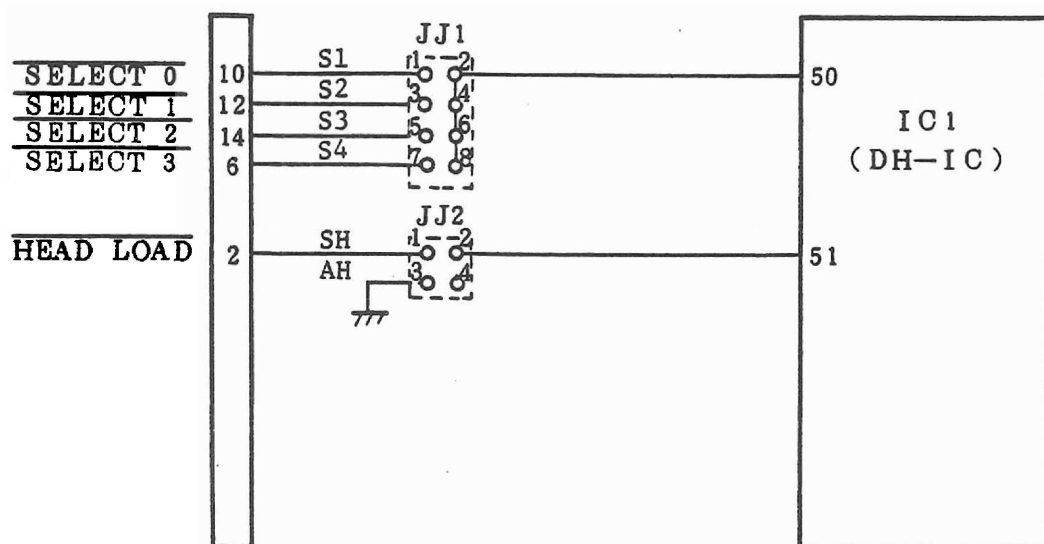 JJ1
SELECT 0 10 S1 1 2 50
SELECT 1 12 S2 3 4
SELECT 2 14 S3 5 6
SELECT 3 6 S4 7 8
IC1
(DH-IC)
JJ2
HEAD LOAD 2 SH 1 2 51
AH 3 4